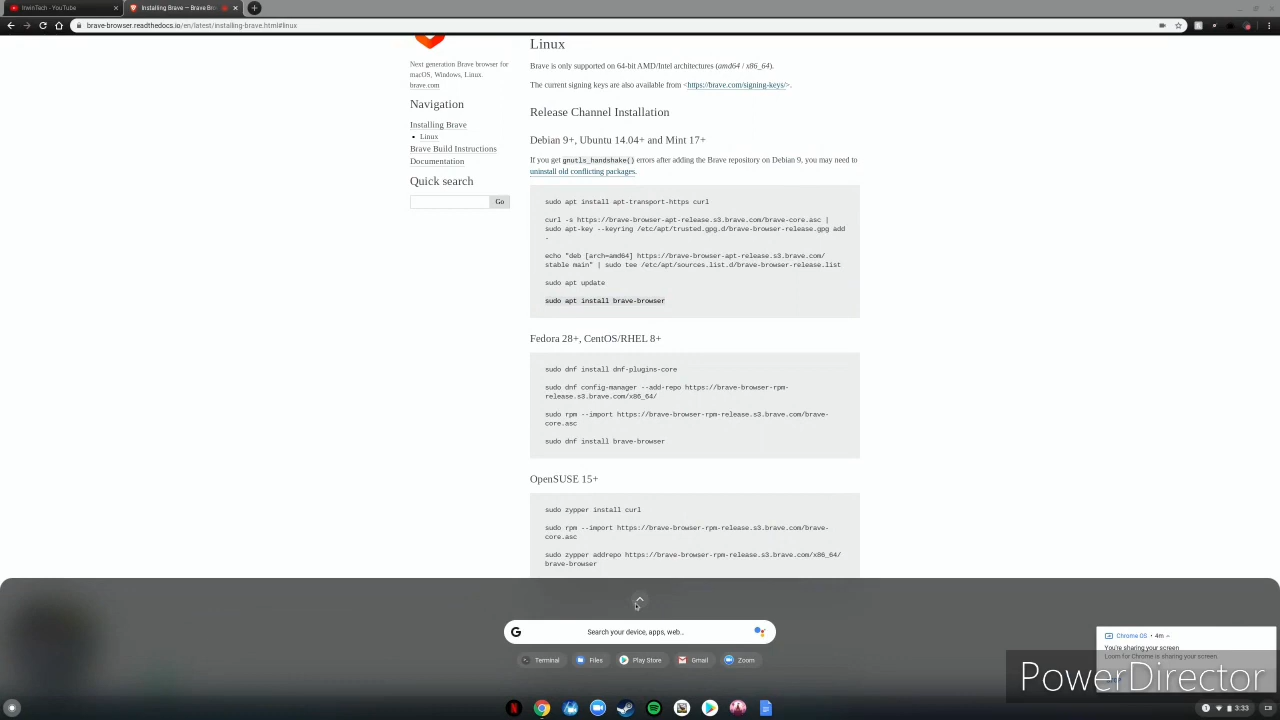 IrwinTech - YouTube
Installing Brave — Brave Br
brave-browser.readthedocs.io/en/latest/installing-brave.html#linux
Next generation Brave browser for
macOS, Windows, Linux.
brave.com
Navigation
Installing Brave
Linux
Brave Build Instructions
Documentation
Quick search
Go
Linux
Brave is only supported on 64-bit AMD/Intel architectures (amd64 / x86_64).
The current signing keys are also available from <https://brave.com/signing-keys/>.
Release Channel Installation
Debian 9+, Ubuntu 14.04+ and Mint 17+
If you get gnutls_handshake() errors after adding the Brave repository on Debian 9, you may need to
uninstall old conflicting packages.
sudo apt install apt-transport-https curl
curl -s https://brave-browser-apt-release.s3.brave.com/brave-core.asc |
sudo apt-key --keyring /etc/apt/trusted.gpg.d/brave-browser-release.gpg add
-
echo "deb [arch=amd64] https://brave-browser-apt-release.s3.brave.com/
stable main" | sudo tee /etc/apt/sources.list.d/brave-browser-release.list
sudo apt update
sudo apt install brave-browser
Fedora 28+, CentOS/RHEL 8+
sudo dnf install dnf-plugins-core
sudo dnf config-manager --add-repo https://brave-browser-rpm-
release.s3.brave.com/x86_64/
sudo rpm --import https://brave-browser-rpm-release.s3.brave.com/brave-
core.asc
sudo dnf install brave-browser
OpenSUSE 15+
sudo zypper install curl
sudo rpm --import https://brave-browser-rpm-release.s3.brave.com/brave-
core.asc
sudo zypper addrepo https://brave-browser-rpm-release.s3.brave.com/x86_64/
brave-browser
Search your device, apps, web...
Terminal
Files
Play Store
Gmail
Zoom
Chrome OS • 4m
You're sharing your screen
Loom for Chrome is sharing your screen.
PowerDirector
3:33